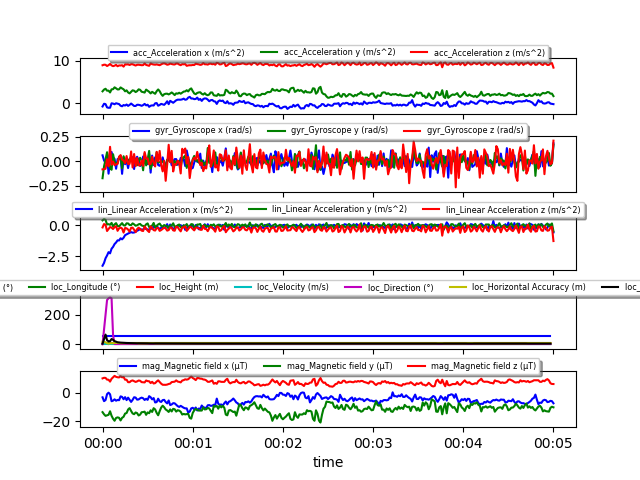 acc_Acceleration x (m/s^2) acc_Acceleration y (m/s^2) acc_Acceleration z (m/s^2)
10
0
gyr_Gyroscope x (rad/s) gyr_Gyroscope y (rad/s) gyr_Gyroscope z (rad/s)
0.25
0.00
−0.25
lin_Linear Acceleration x (m/s^2) lin_Linear Acceleration y (m/s^2) lin_Linear Acceleration z (m/s^2)
0.0
−2.5
(°) loc_Longitude (°) loc_Height (m) loc_Velocity (m/s) loc_Direction (°) loc_Horizontal Accuracy (m) loc_
200
0
mag_Magnetic field x (µT) mag_Magnetic field y (µT) mag_Magnetic field z (µT)
0
−20
00:00 00:01 00:02 00:03 00:04 00:05
time